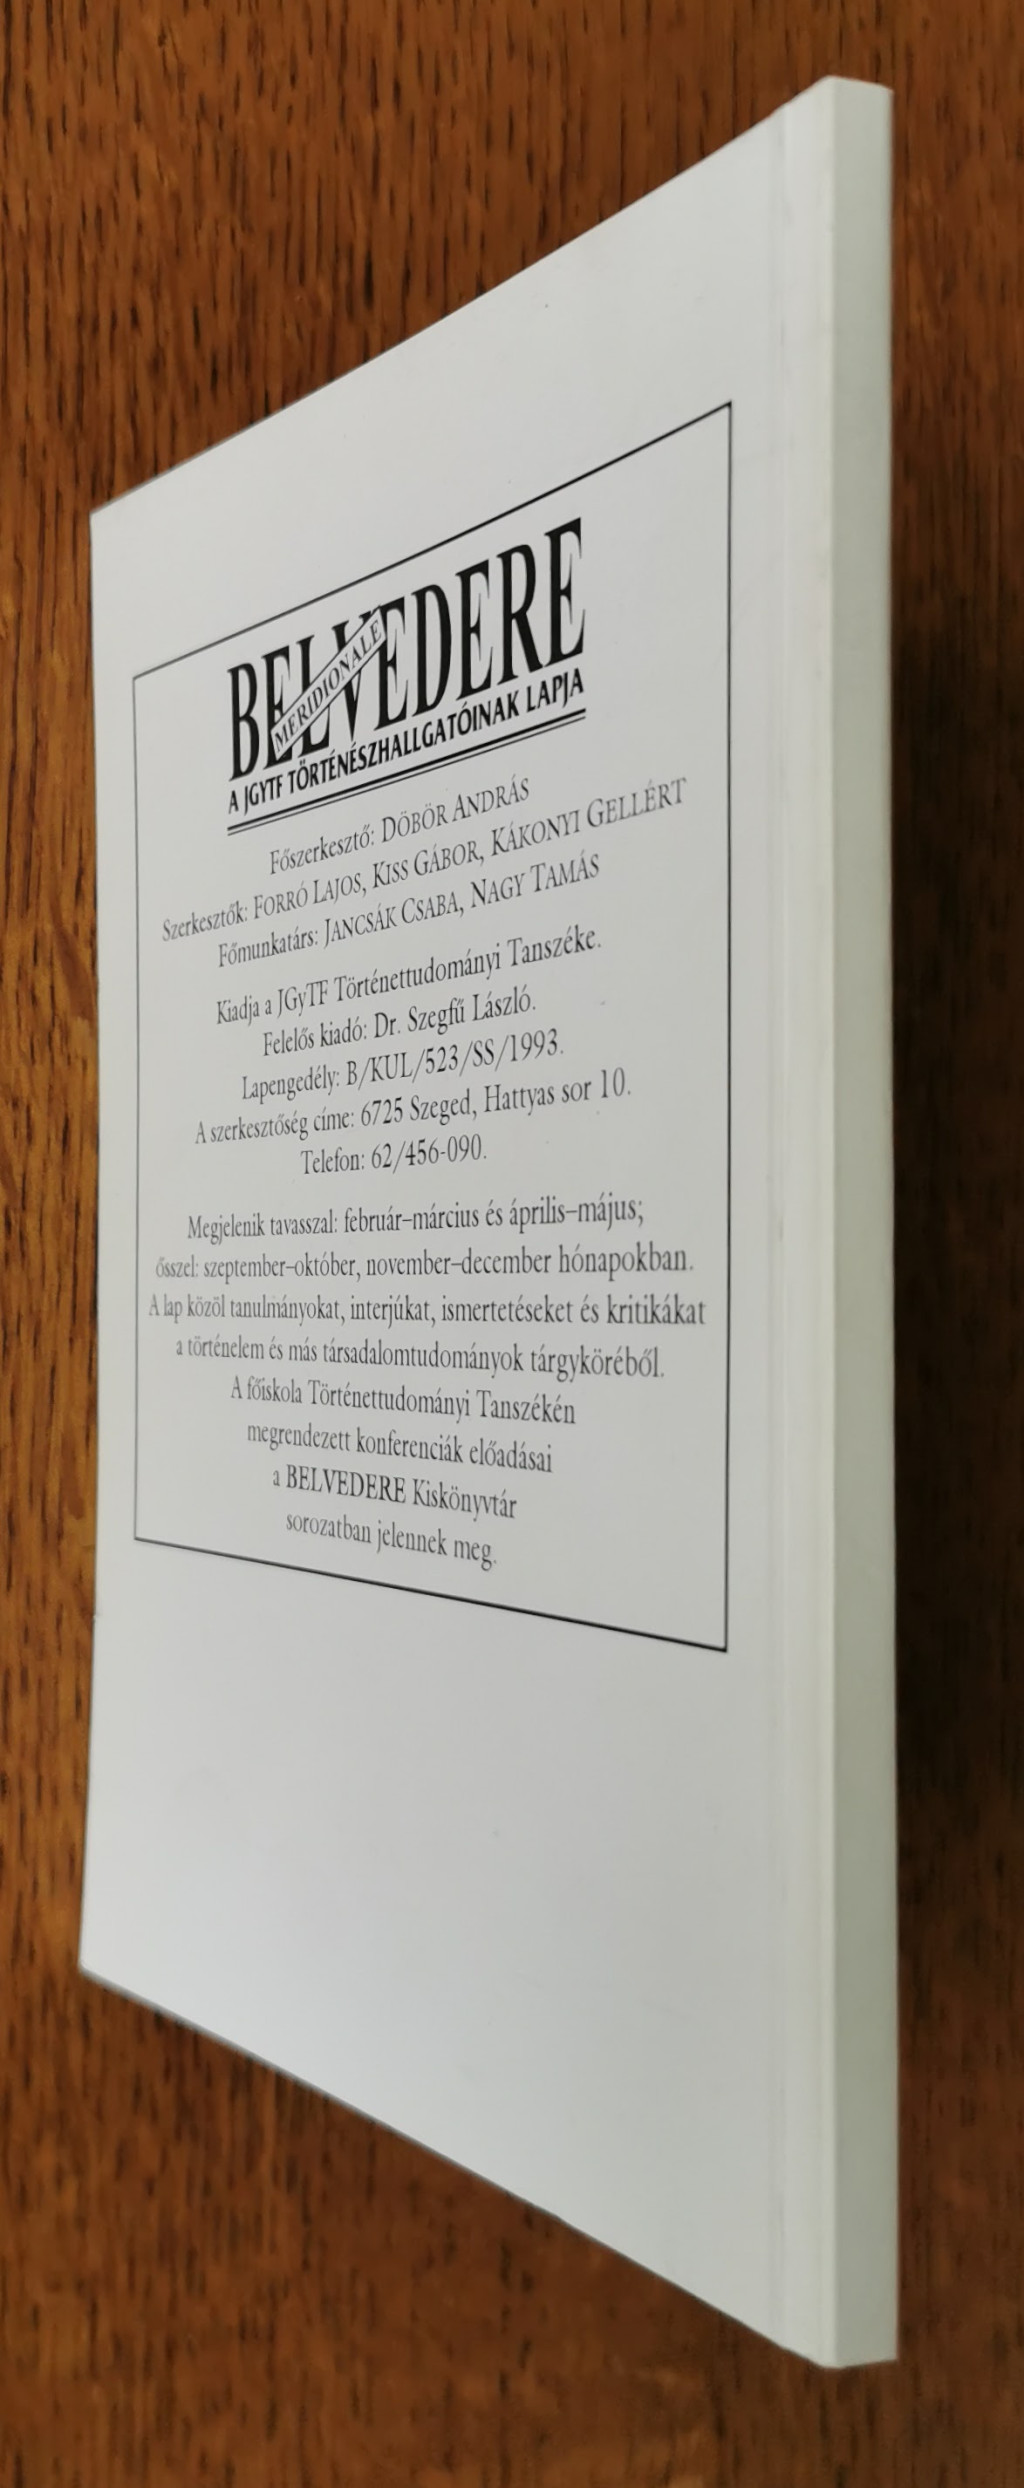 BELVEDERE
MERIDIONALE
A JGYTF TÖRTÉNÉSZHALLGATÓINAK LAPJA
Főszerkesztő: DÖBÖR ANDRÁS
Szerkesztők: FORRÓ LAJOS, KISS GÁBOR, KÁKONYI GELLÉRT
Főmunkatárs: JANCSÁK CSABA, NAGY TAMÁS
Kiadja a JGyTF Történettudományi Tanszéke.
Felelős kiadó: Dr. Szegfű László.
Lapengedély: B/KUL/523/SS/1993.
A szerkesztőség címe: 6725 Szeged, Hattyas sor 10.
Telefon: 62/456-090.
Megjelenik tavasszal: február–március és április–május;
ősszel: szeptember–október, november–december hónapokban.
A lap közöl tanulmányokat, interjúkat, ismertetéseket és kritikákat
a történelem és más társadalomtudományok tárgyköréből.
A főiskola Történettudományi Tanszékén
megrendezett konferenciák előadásai
a BELVEDERE Kiskönyvtár
sorozatban jelennek meg.